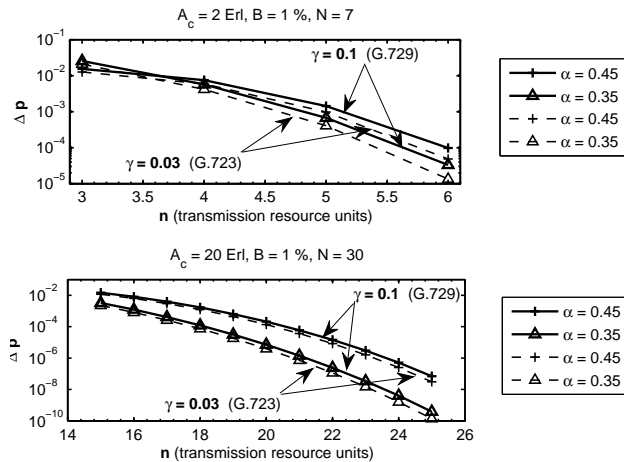 A_c = 2 Erl, B = 1 %, N = 7
10^-1
10^-2
10^-3
10^-4
10^-5
Δ p
γ = 0.1 (G.729)
γ = 0.03 (G.723)
3 3.5 4 4.5 5 5.5 6
n (transmission resource units)
α = 0.45
α = 0.35
α = 0.45
α = 0.35
A_c = 20 Erl, B = 1 %, N = 30
10^-2
10^-4
10^-6
10^-8
10^-10
Δ p
γ = 0.1 (G.729)
γ = 0.03 (G.723)
14 16 18 20 22 24 26
n (transmission resource units)
α = 0.45
α = 0.35
α = 0.45
α = 0.35